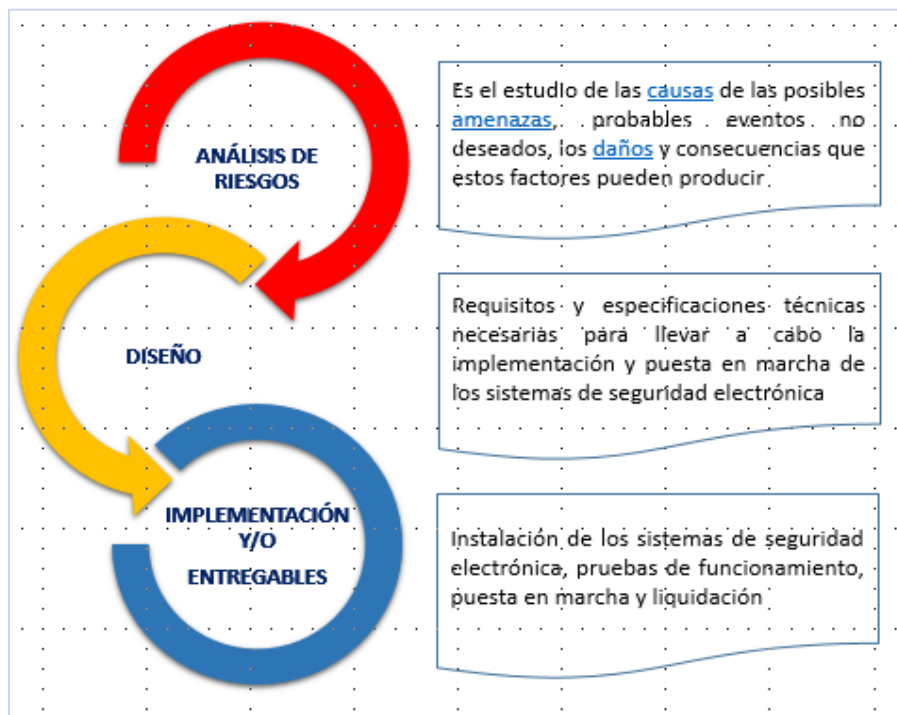 ANÁLISIS DE
RIESGOS
Es el estudio de las causas de las posibles
amenazas, probables eventos no
deseados, los daños y consecuencias que
estos factores pueden producir
DISEÑO
Requisitos y especificaciones técnicas
necesarias para llevar a cabo la
implementación y puesta en marcha de
los sistemas de seguridad electrónica
IMPLEMENTACIÓN
Y/O
ENTREGABLES
Instalación de los sistemas de seguridad
electrónica, pruebas de funcionamiento,
puesta en marcha y liquidación